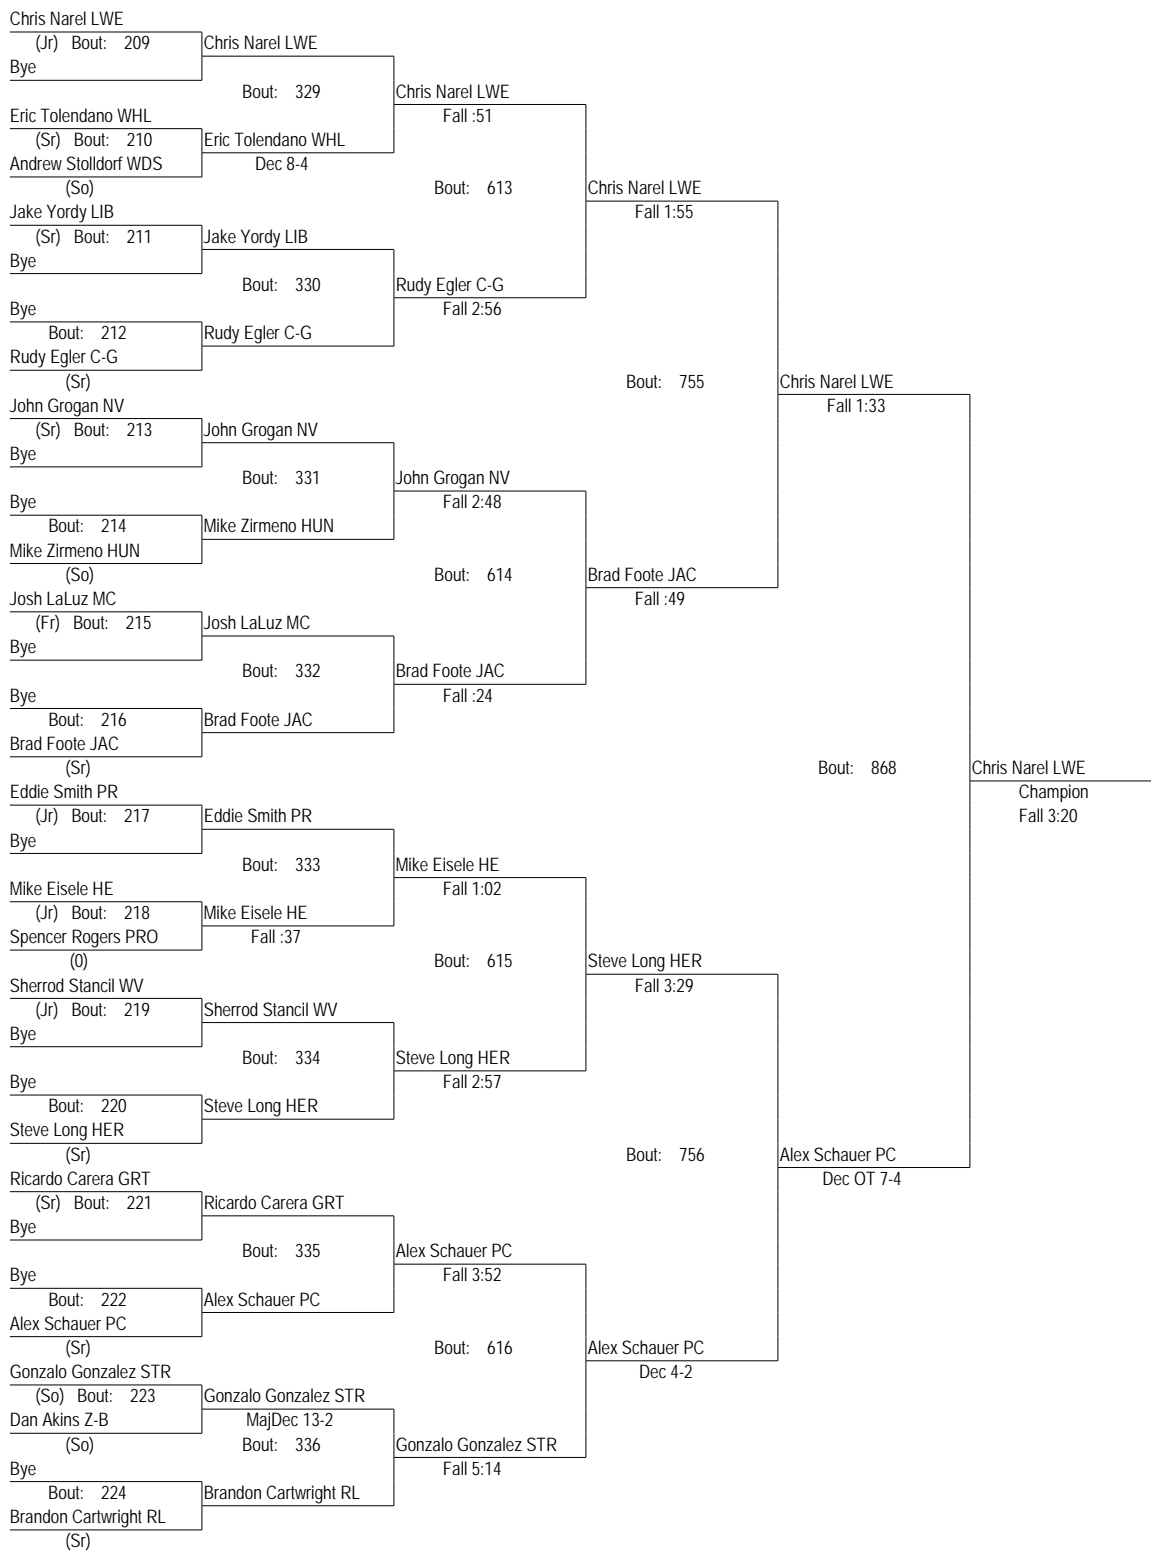 Chris Narel LWE
(Jr) Bout: 209 Chris Narel LWE
Bye
Bout: 329 Chris Narel LWE
Eric Tolendano WHL Fall :51
(Sr) Bout: 210 Eric Tolendano WHL
Andrew Stolldorf WDS Dec 8-4
(So) Bout: 613 Chris Narel LWE
Jake Yordy LIB Fall 1:55
(Sr) Bout: 211 Jake Yordy LIB
Bye
Bout: 330 Rudy Egler C-G
Bye Fall 2:56
Bout: 212 Rudy Egler C-G
Rudy Egler C-G
(Sr) Bout: 755 Chris Narel LWE
John Grogan NV Fall 1:33
(Sr) Bout: 213 John Grogan NV
Bye
Bout: 331 John Grogan NV
Bye Fall 2:48
Bout: 214 Mike Zirmeno HUN
Mike Zirmeno HUN
(So) Bout: 614 Brad Foote JAC
Josh LaLuz MC Fall :49
(Fr) Bout: 215 Josh LaLuz MC
Bye
Bout: 332 Brad Foote JAC
Bye Fall :24
Bout: 216 Brad Foote JAC
Brad Foote JAC
(Sr) Bout: 868 Chris Narel LWE
Eddie Smith PR Champion
(Jr) Bout: 217 Eddie Smith PR Fall 3:20
Bye
Bout: 333 Mike Eisele HE
Mike Eisele HE Fall 1:02
(Jr) Bout: 218 Mike Eisele HE
Spencer Rogers PRO Fall :37
(0) Bout: 615 Steve Long HER
Sherrod Stancil WV Fall 3:29
(Jr) Bout: 219 Sherrod Stancil WV
Bye
Bout: 334 Steve Long HER
Bye Fall 2:57
Bout: 220 Steve Long HER
Steve Long HER
(Sr) Bout: 756 Alex Schauer PC
Ricardo Carera GRT Dec OT 7-4
(Sr) Bout: 221 Ricardo Carera GRT
Bye
Bout: 335 Alex Schauer PC
Bye Fall 3:52
Bout: 222 Alex Schauer PC
Alex Schauer PC
(Sr) Bout: 616 Alex Schauer PC
Gonzalo Gonzalez STR Dec 4-2
(So) Bout: 223 Gonzalo Gonzalez STR
Dan Akins Z-B MajDec 13-2
(So) Bout: 336 Gonzalo Gonzalez STR
Bye Fall 5:14
Bout: 224 Brandon Cartwright RL
Brandon Cartwright RL
(Sr)